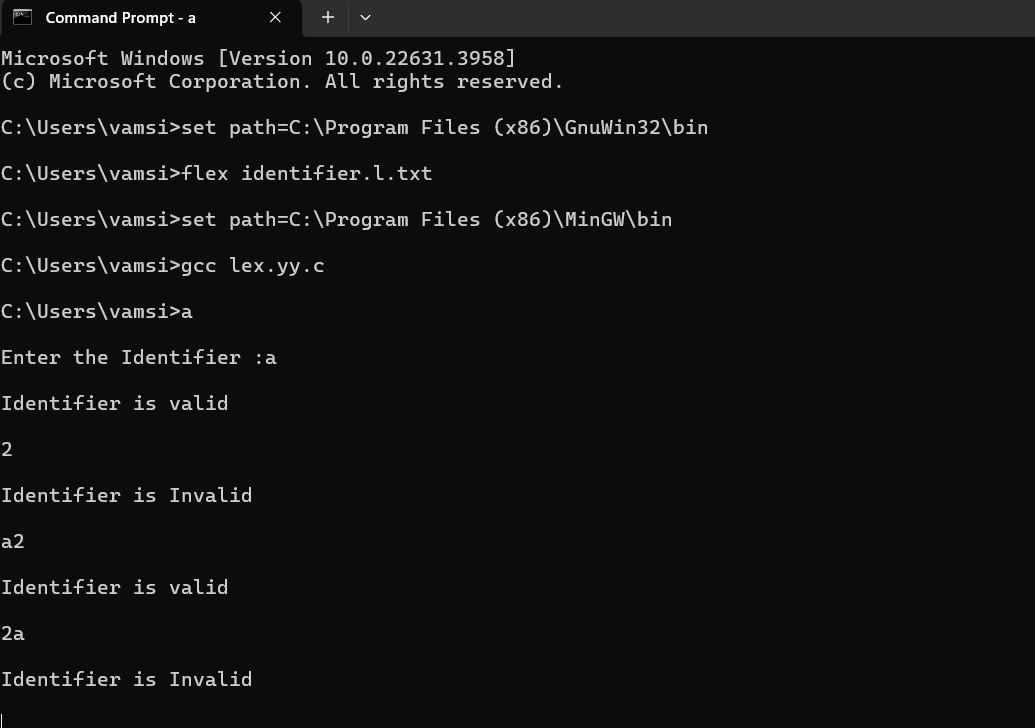 Command Prompt - a
Microsoft Windows [Version 10.0.22631.3958]
(c) Microsoft Corporation. All rights reserved.
C:\Users\vamsi>set path=C:\Program Files (x86)\GnuWin32\bin
C:\Users\vamsi>flex identifier.l.txt
C:\Users\vamsi>set path=C:\Program Files (x86)\MinGW\bin
C:\Users\vamsi>gcc lex.yy.c
C:\Users\vamsi>a
Enter the Identifier :a
Identifier is valid
2
Identifier is Invalid
a2
Identifier is valid
2a
Identifier is Invalid